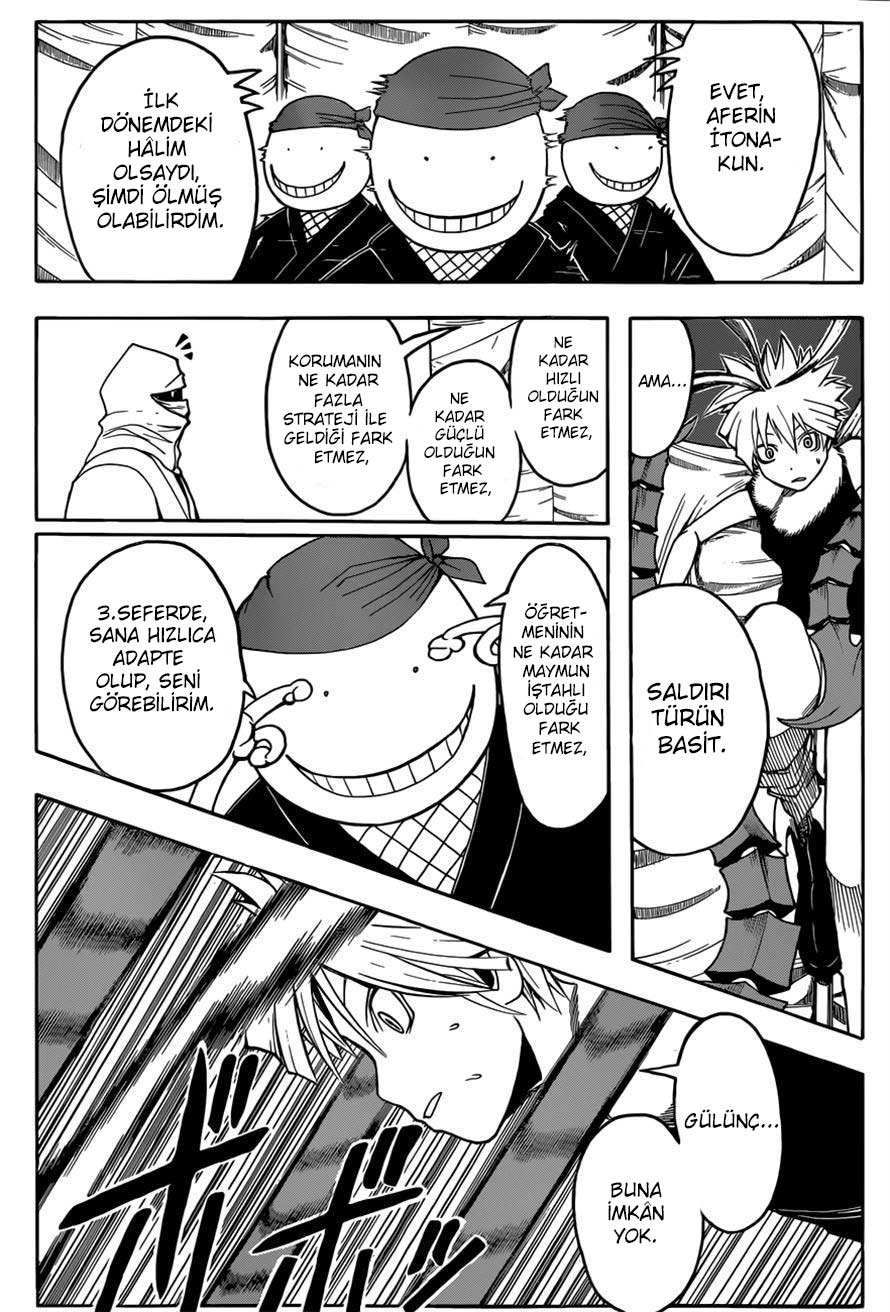 EVET,
AFERİN
İTONA-
KUN.
İLK
DÖNEMDEKİ
HÂLİM
OLSAYDI,
ŞİMDİ ÖLMÜŞ
OLABİLİRDİM.
AMA...
SALDIRI
TÜRÜN
BASİT.
NE
KADAR
HIZLI
OLDUĞUN
FARK
ETMEZ,
NE
KADAR
GÜÇLÜ
OLDUĞUN
FARK
ETMEZ,
KORUMANIN
NE KADAR
FAZLA
STRATEJİ İLE
GELDİĞİ FARK
ETMEZ,
ÖĞRET-
MENİNİN
NE KADAR
MAYMUN
İŞTAHLI
OLDUĞU
FARK
ETMEZ,
3.SEFERDE,
SANA HIZLICA
ADAPTE
OLUP, SENİ
GÖREBİLİRİM.
GÜLÜNÇ...
BUNA
İMKÂN
YOK.
ギ
ギ